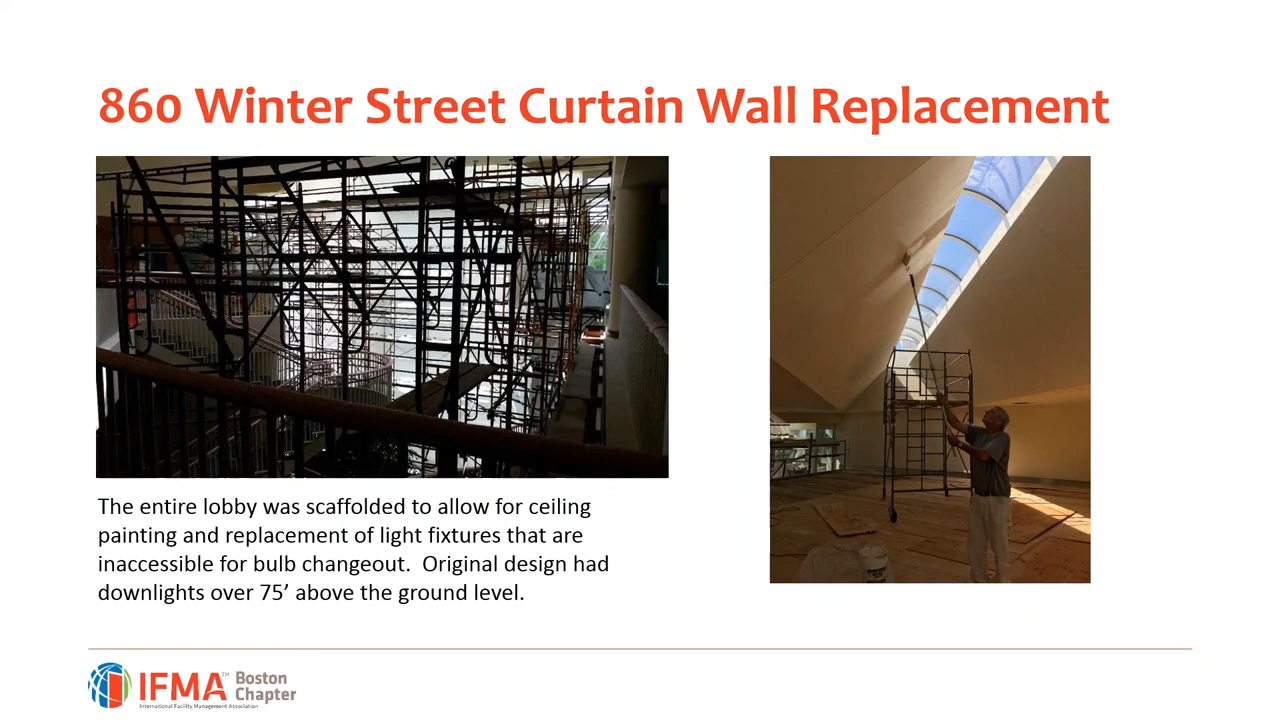 860 Winter Street Curtain Wall Replacement
The entire lobby was scaffolded to allow for ceiling
painting and replacement of light fixtures that are
inaccessible for bulb changeout.  Original design had
downlights over 75’ above the ground level.
IFMA™ Boston
Chapter
International Facility Management Association